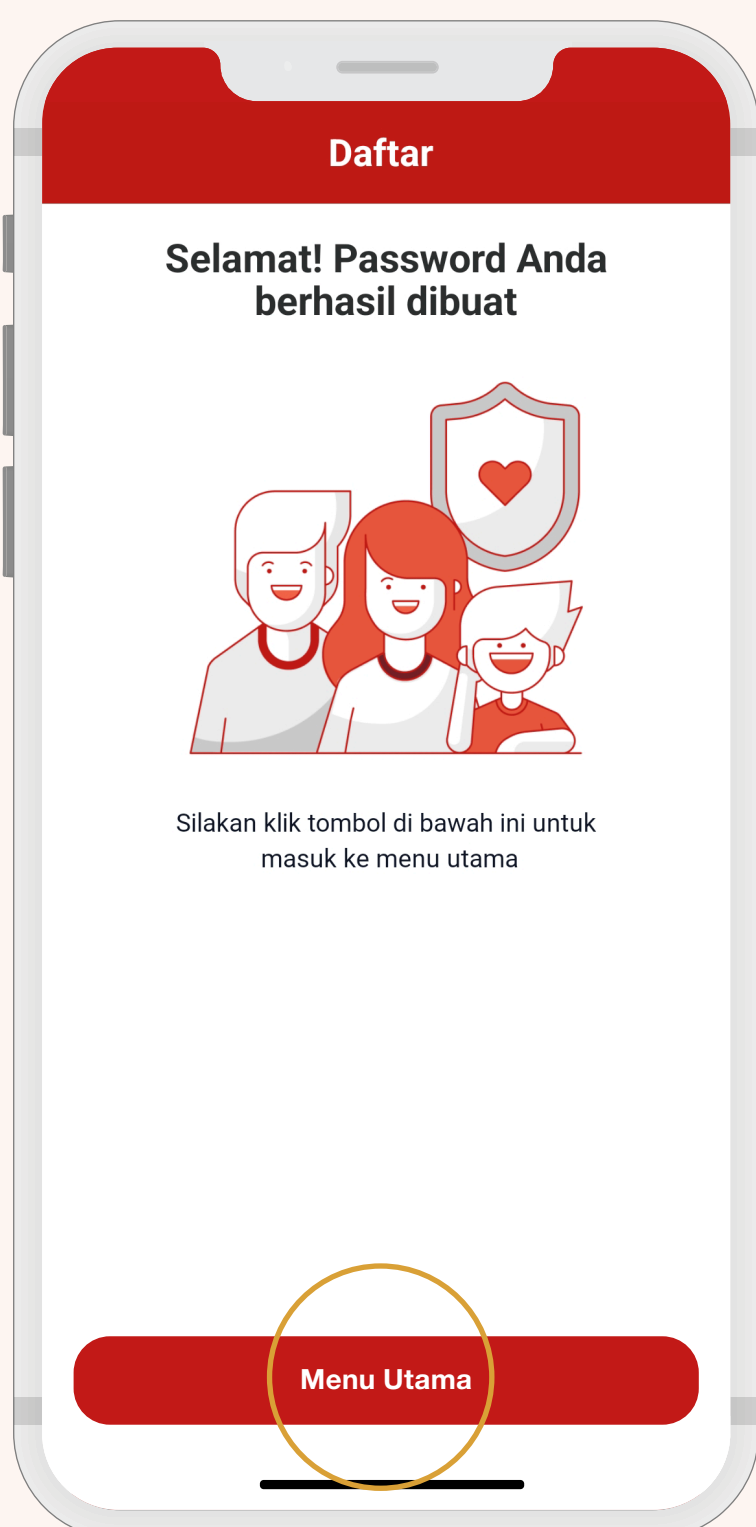 Daftar
Selamat! Password Anda
berhasil dibuat
Silakan klik tombol di bawah ini untuk
masuk ke menu utama
Menu Utama